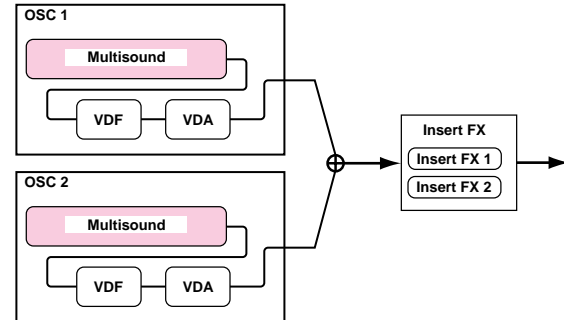 OSC 1
Multisound
VDF
VDA
OSC 2
Multisound
VDF
VDA
Insert FX
Insert FX 1
Insert FX 2